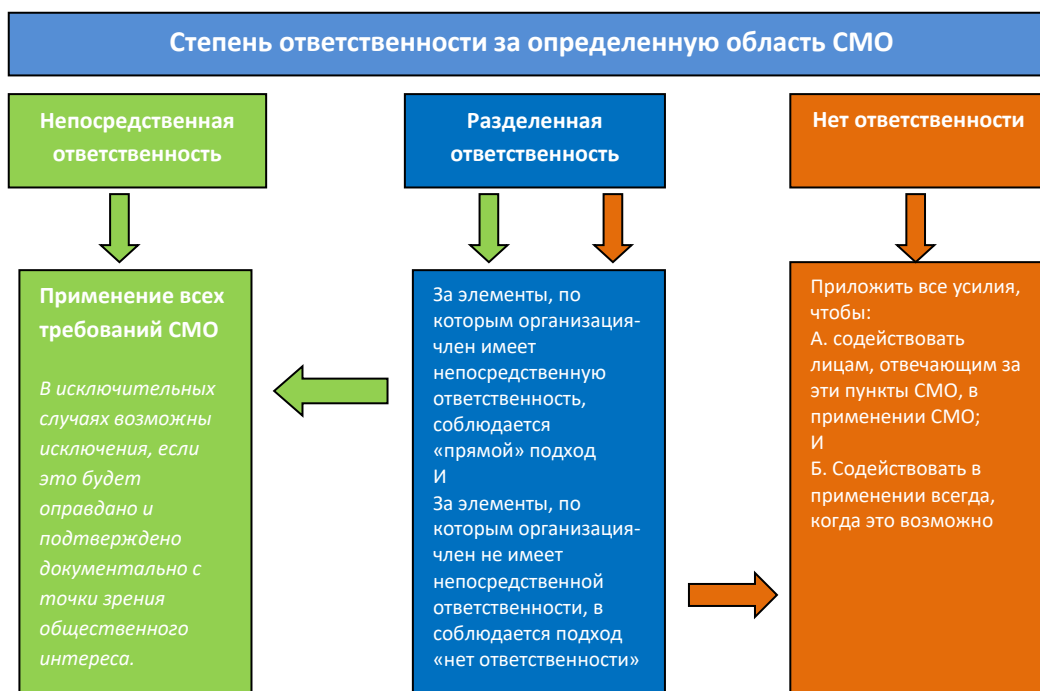 Степень ответственности за определенную область СМО
Непосредственная
ответственность
Разделенная
ответственность
Нет ответственности
Применение всех
требований СМО
В исключительных
случаях возможны
исключения, если
это будет
оправдано и
подтверждено
документально с
точки зрения
общественного
интереса.
За элементы, по
которым организация-
член имеет
непосредственную
ответственность,
соблюдается
«прямой» подход
И
За элементы, по
которым организация-
член не имеет
непосредственной
ответственности, в
соблюдается подход
«нет ответственности»
Приложить все усилия,
чтобы:
А. содействовать
лицам, отвечающим за
эти пункты СМО, в
применении СМО;
И
Б. Содействовать в
применении всегда,
когда это возможно